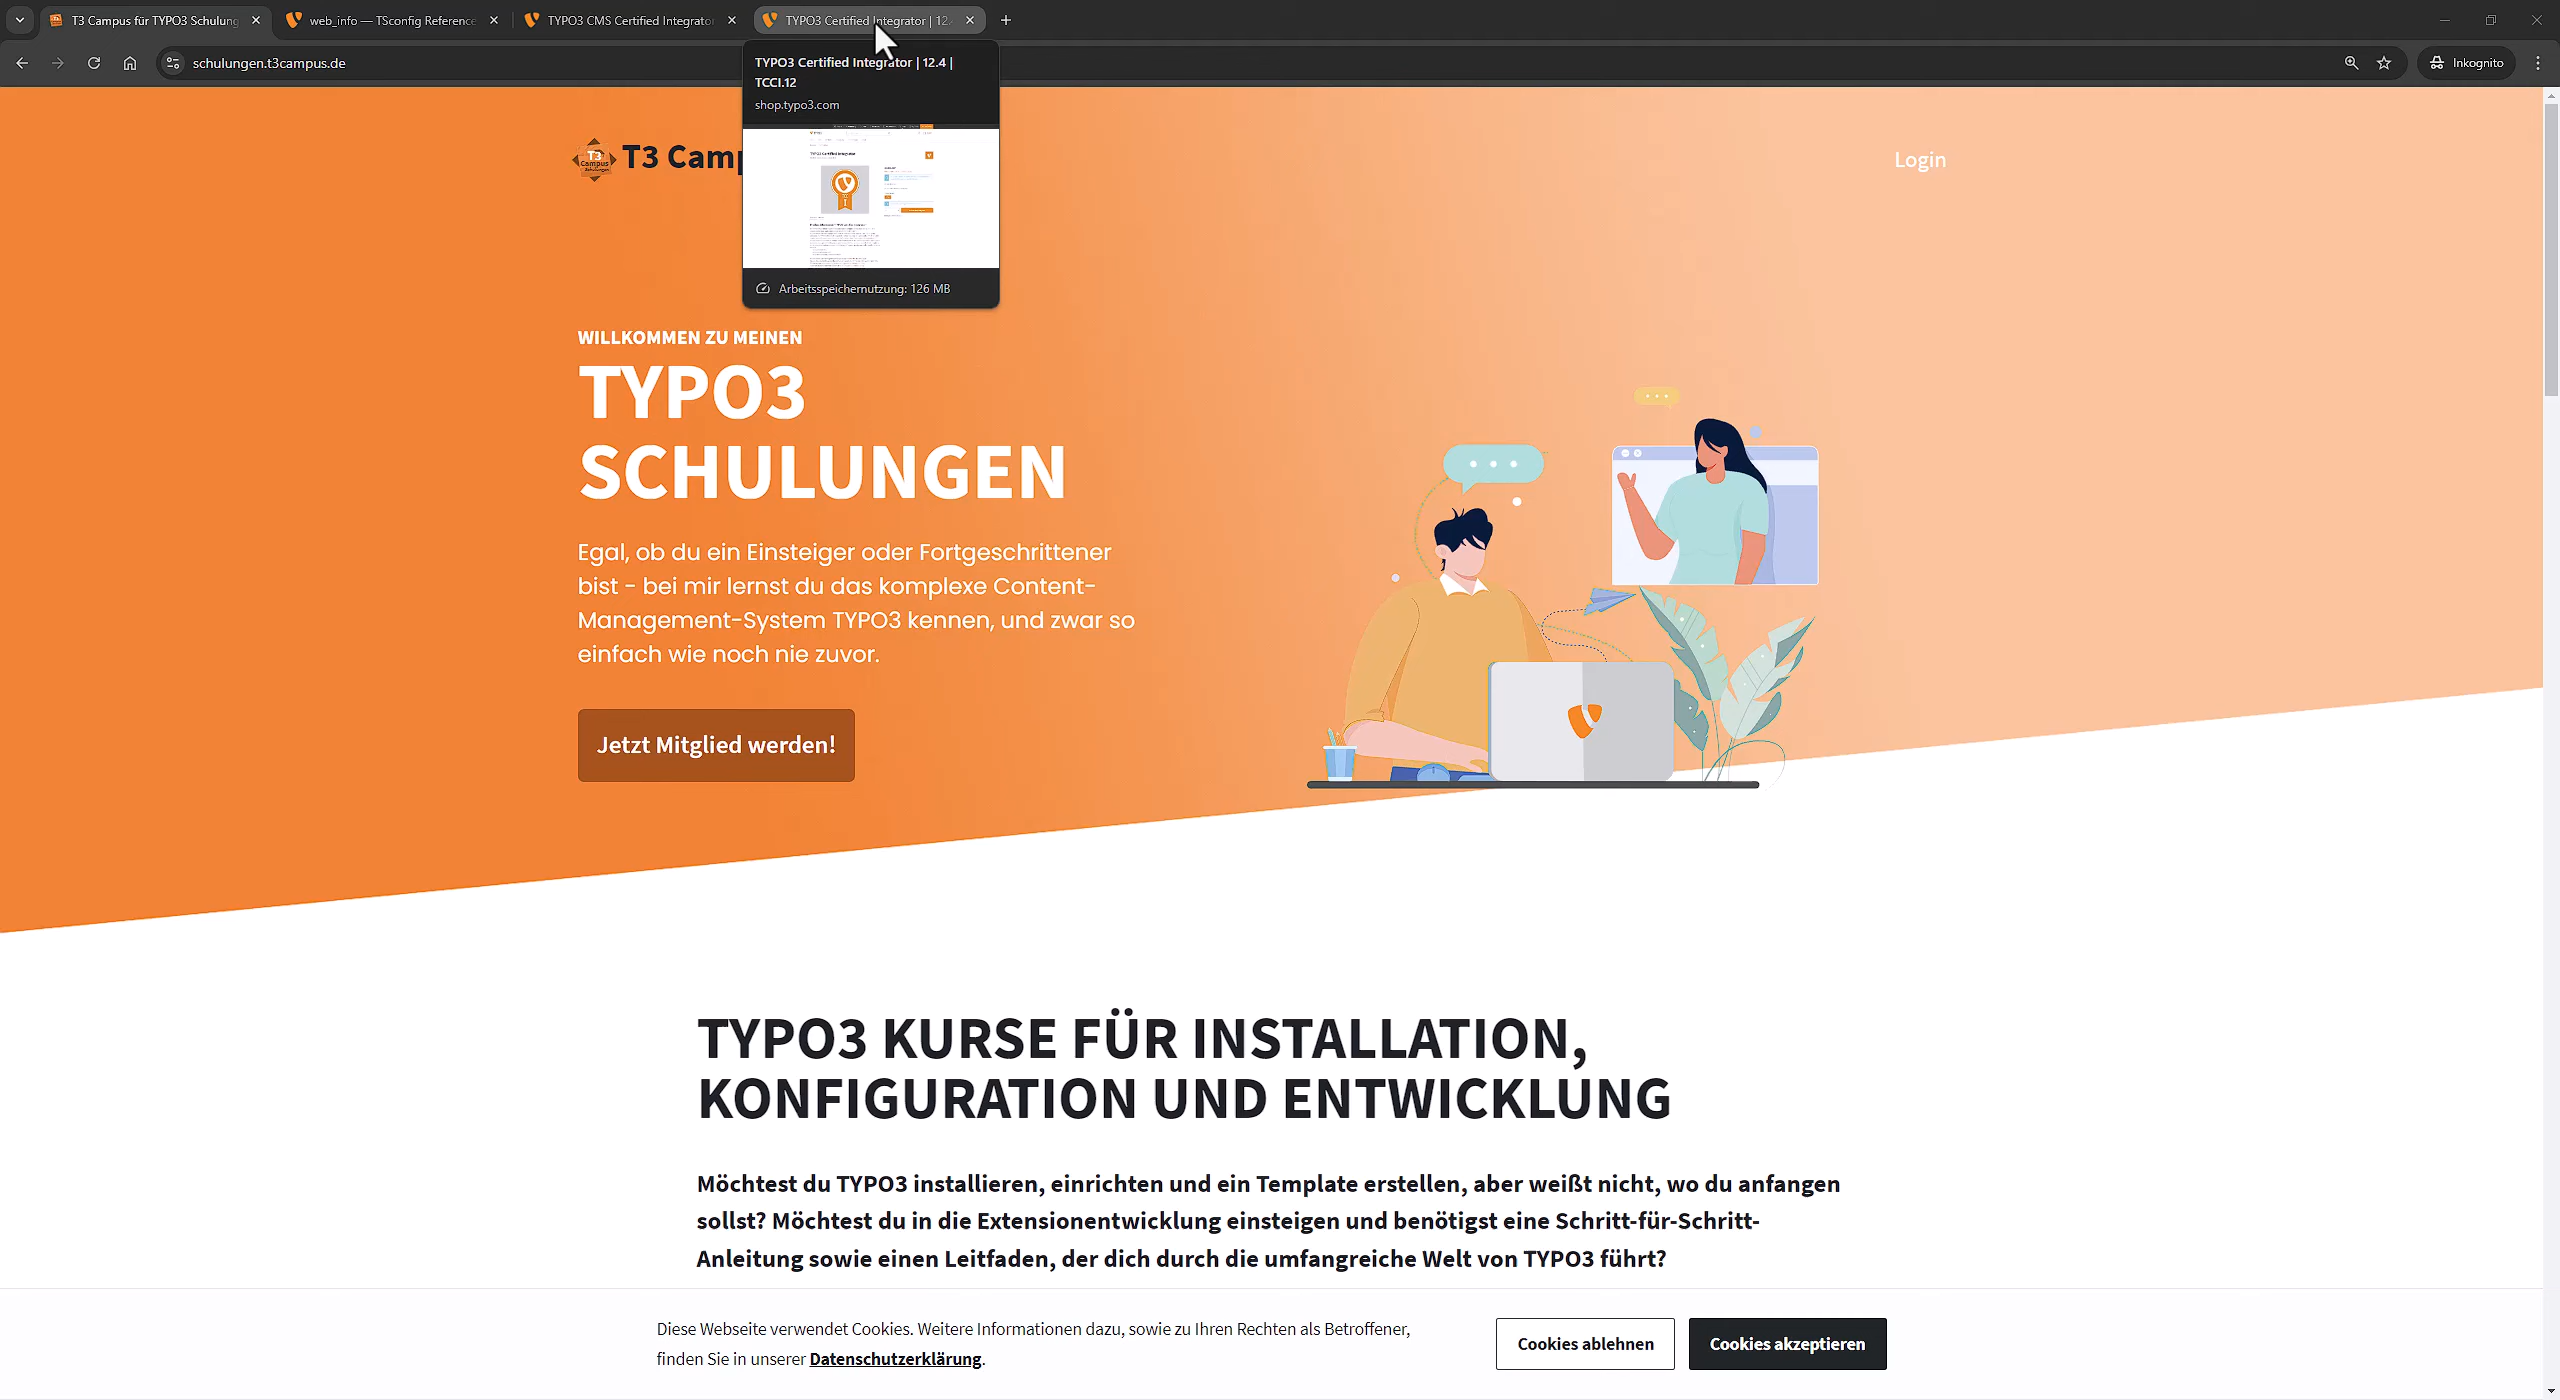 T3 Campus für TYPO3 Schulung
web_info — TSconfig Reference
TYPO3 CMS Certified Integrator
TYPO3 Certified Integrator | 12.
schulungen.t3campus.de
Inkognito
TYPO3 Certified Integrator | 12.4 |
TCCI.12
shop.typo3.com
Arbeitsspeichernutzung: 126 MB
T3
Campus
Schulungen
T3 Camp
Login
WILLKOMMEN ZU MEINEN
TYPO3
SCHULUNGEN
Egal, ob du ein Einsteiger oder Fortgeschrittener
bist - bei mir lernst du das komplexe Content-
Management-System TYPO3 kennen, und zwar so
einfach wie noch nie zuvor.
Jetzt Mitglied werden!
TYPO3 KURSE FÜR INSTALLATION,
KONFIGURATION UND ENTWICKLUNG
Möchtest du TYPO3 installieren, einrichten und ein Template erstellen, aber weißt nicht, wo du anfangen
sollst? Möchtest du in die Extensionentwicklung einsteigen und benötigst eine Schritt-für-Schritt-
Anleitung sowie einen Leitfaden, der dich durch die umfangreiche Welt von TYPO3 führt?
Diese Webseite verwendet Cookies. Weitere Informationen dazu, sowie zu Ihren Rechten als Betroffener,
finden Sie in unserer Datenschutzerklärung.
Cookies ablehnen
Cookies akzeptieren